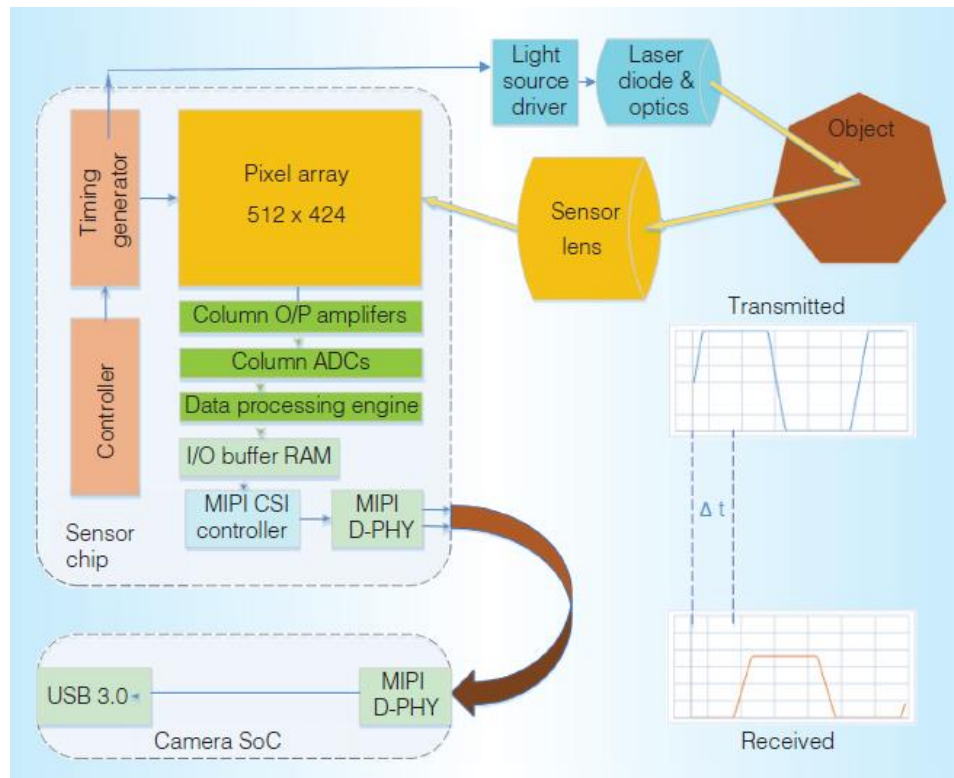 Light
source
driver
Laser
diode &
optics
Object
Timing
generator
Pixel array
512 x 424
Sensor
lens
Transmitted
Column O/P amplifers
Column ADCs
Data processing engine
I/O buffer RAM
Controller
MIPI CSI
controller
MIPI
D-PHY
Δ t
Sensor
chip
USB 3.0
MIPI
D-PHY
Camera SoC
Received